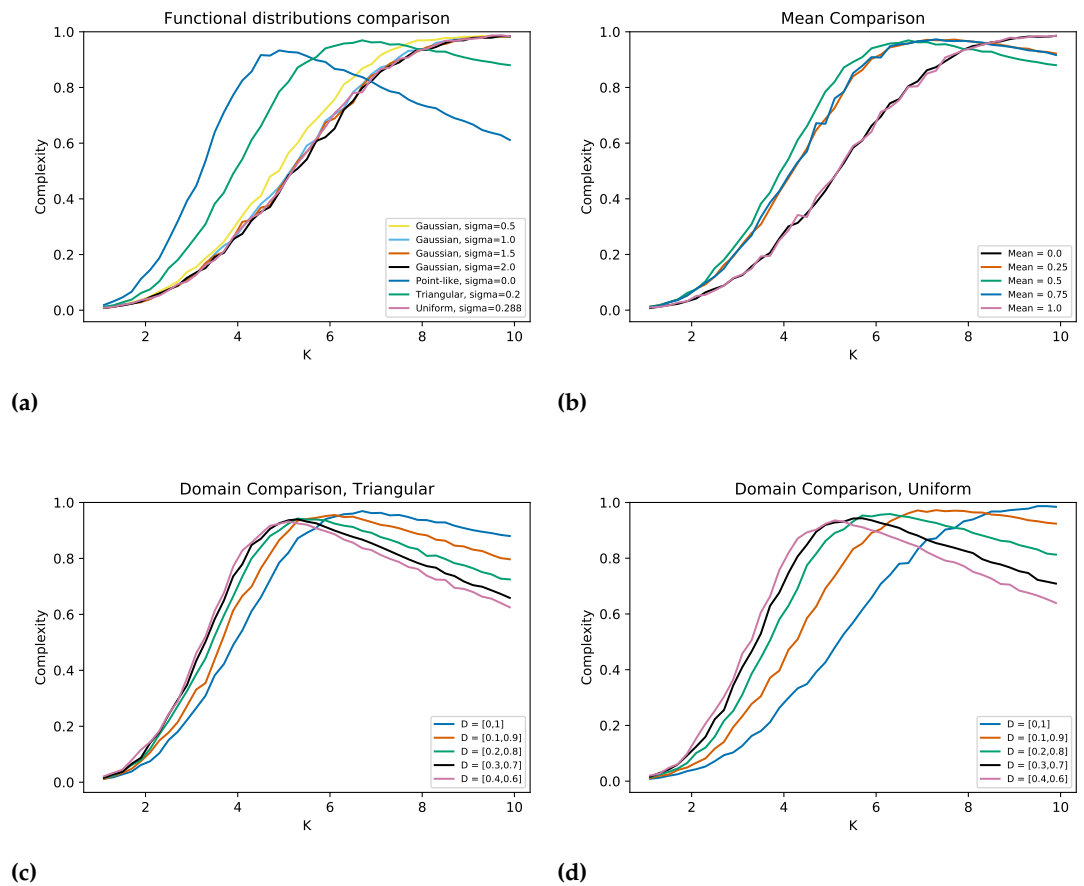 Functional distributions comparison
1.0
0.8
0.6
0.4
0.2
0.0
Complexity
2 4 6 8 10
K
Gaussian, sigma=0.5
Gaussian, sigma=1.0
Gaussian, sigma=1.5
Gaussian, sigma=2.0
Point-like, sigma=0.0
Triangular, sigma=0.2
Uniform, sigma=0.288
(a)
Mean Comparison
1.0
0.8
0.6
0.4
0.2
0.0
Complexity
2 4 6 8 10
K
Mean = 0.0
Mean = 0.25
Mean = 0.5
Mean = 0.75
Mean = 1.0
(b)
Domain Comparison, Triangular
1.0
0.8
0.6
0.4
0.2
0.0
Complexity
2 4 6 8 10
K
D = [0,1]
D = [0.1,0.9]
D = [0.2,0.8]
D = [0.3,0.7]
D = [0.4,0.6]
(c)
Domain Comparison, Uniform
1.0
0.8
0.6
0.4
0.2
0.0
Complexity
2 4 6 8 10
K
D = [0,1]
D = [0.1,0.9]
D = [0.2,0.8]
D = [0.3,0.7]
D = [0.4,0.6]
(d)